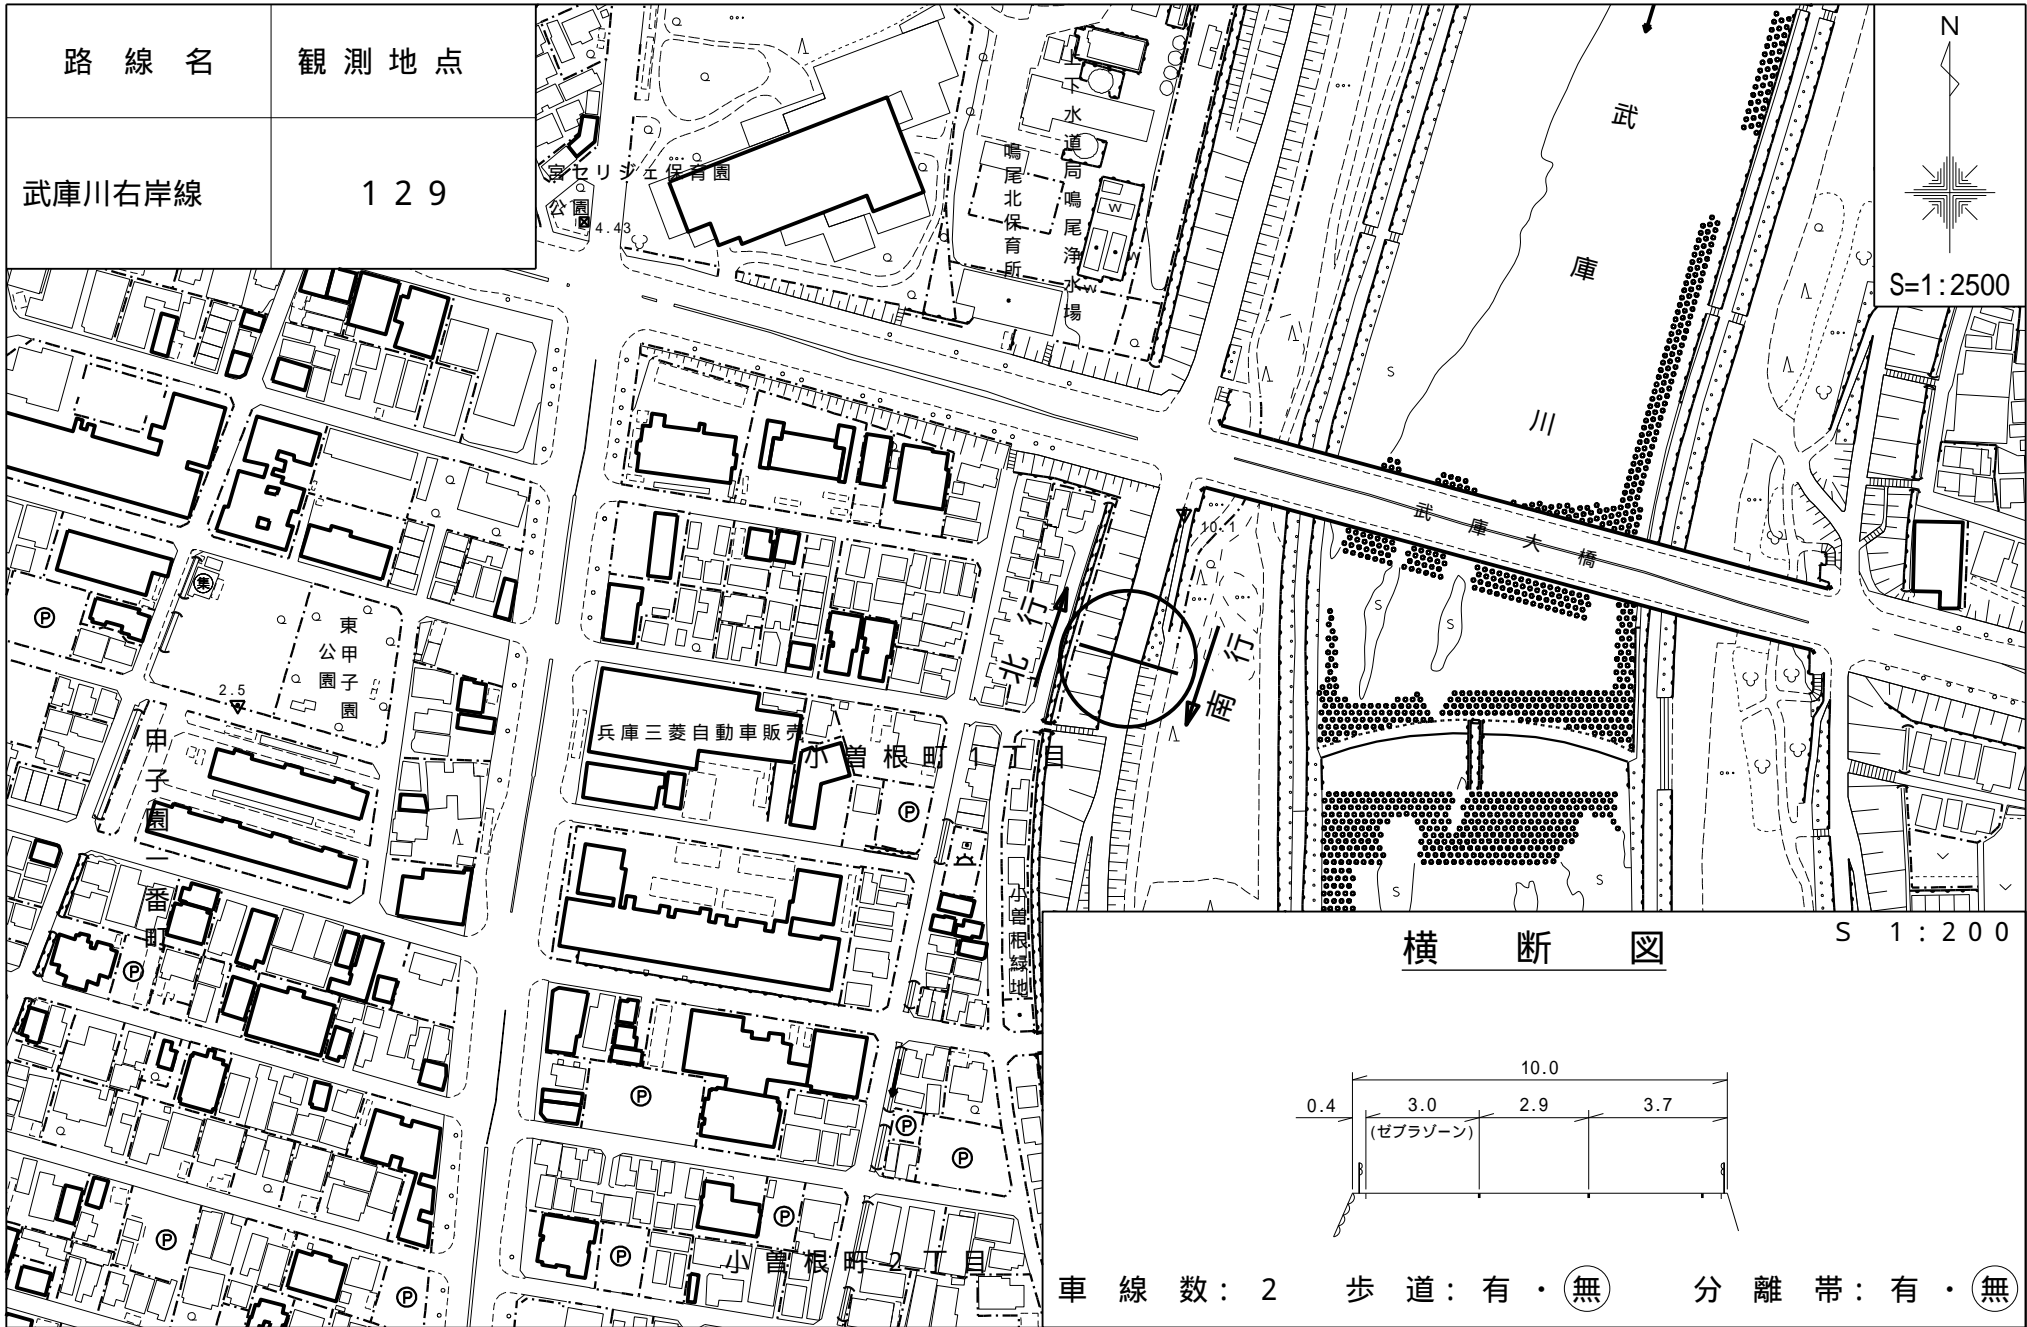 路線名 観測地点
武庫川右岸線 129
N
S=1:2500
宮セリジェ保育園
公園
4.43
鳴尾北保育所
上下水道局鳴尾浄水場
W
W
W
武庫川
S
武庫大橋
10.1
S
S
S
S
集
P
東甲子園
公園
2.5
北行
南行
兵庫三菱自動車販売
小曽根町1丁目
P
甲子園二番町
小曽根緑地
P
P
P
P
P
P
P
P
小曽根町2丁目
横断図
S 1:200
10.0
0.4 3.0 2.9 3.7
(ゼブラゾーン)
車線数: 2 歩道: 有・無 分離帯: 有・無